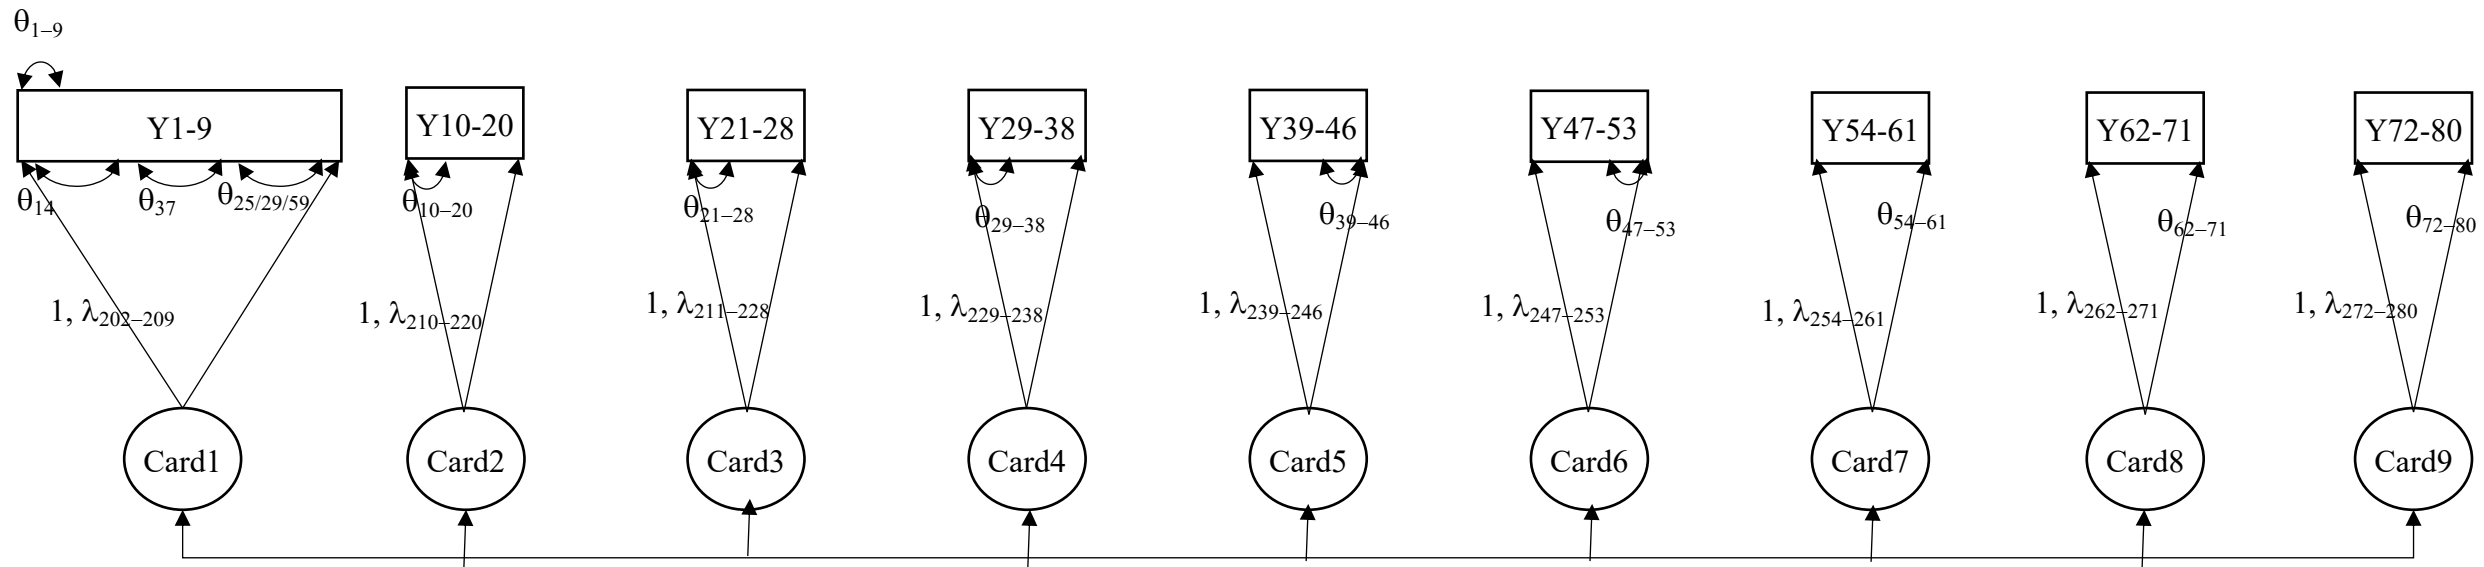 θ1–9
Y1-9 Y10-20 Y21-28 Y29-38 Y39-46 Y47-53 Y54-61 Y62-71 Y72-80
θ14 θ37 θ25/29/59 θ10–20 θ21–28 θ29–38 θ39–46 θ47–53 θ54–61 θ62–71 θ72–80
1, λ202–209 1, λ210–220 1, λ211–228 1, λ229–238 1, λ239–246 1, λ247–253 1, λ254–261 1, λ262–271 1, λ272–280
Card1 Card2 Card3 Card4 Card5 Card6 Card7 Card8 Card9